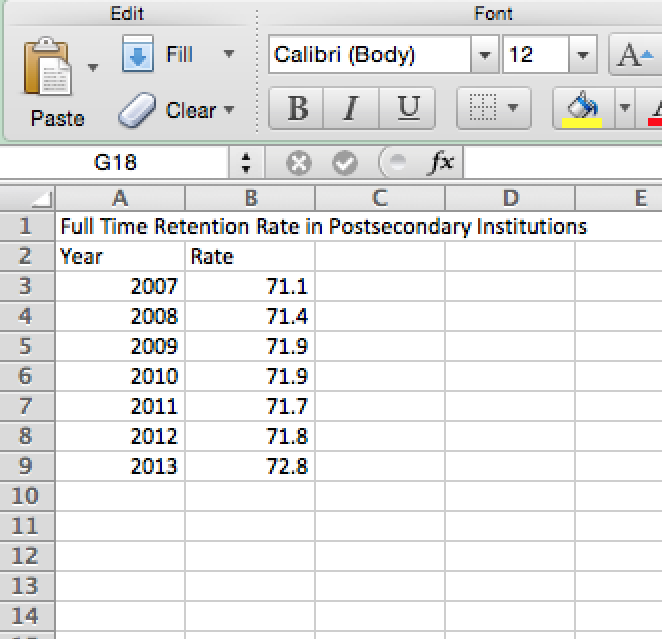 Edit Font
Fill Calibri (Body) 12 A
Paste Clear B I U A
G18 fx
A B C D E
1 Full Time Retention Rate in Postsecondary Institutions
2 Year Rate
3 2007 71.1
4 2008 71.4
5 2009 71.9
6 2010 71.9
7 2011 71.7
8 2012 71.8
9 2013 72.8
10
11
12
13
14